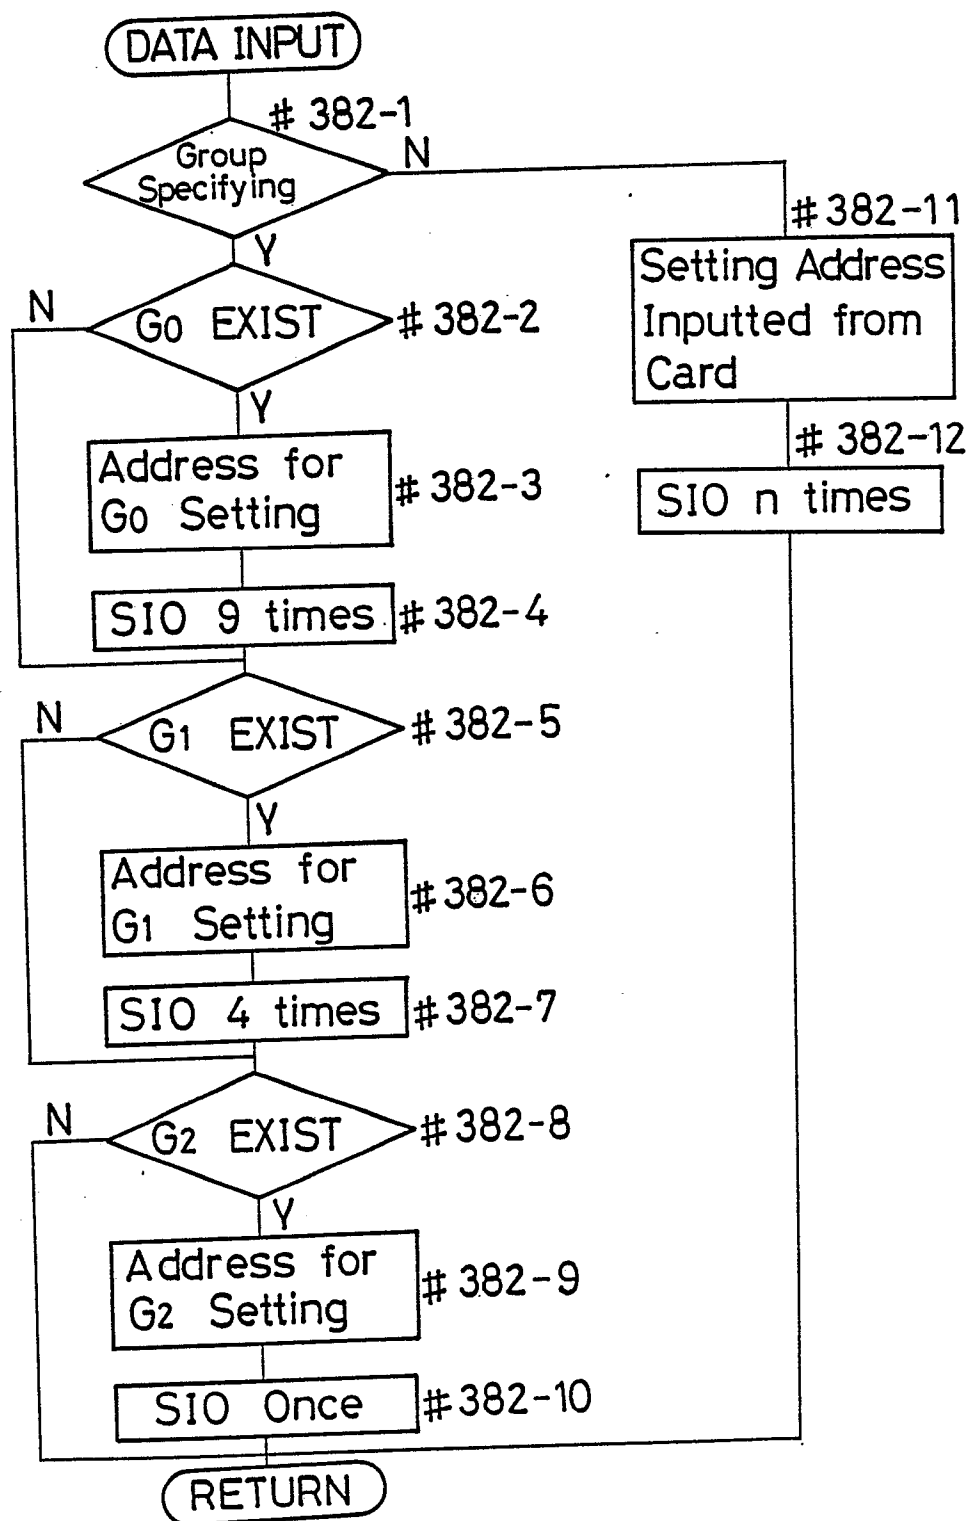 DATA INPUT
# 382-1
Group
Specifying
N
Y
# 382-11
Setting Address
Inputted from
Card
N
G0 EXIST
# 382-2
Y
# 382-12
SIO n times
Address for
G0 Setting
# 382-3
SIO 9 times
# 382-4
N
G1 EXIST
# 382-5
Y
Address for
G1 Setting
# 382-6
SIO 4 times
# 382-7
N
G2 EXIST
# 382-8
Y
Address for
G2 Setting
# 382-9
SIO Once
# 382-10
RETURN